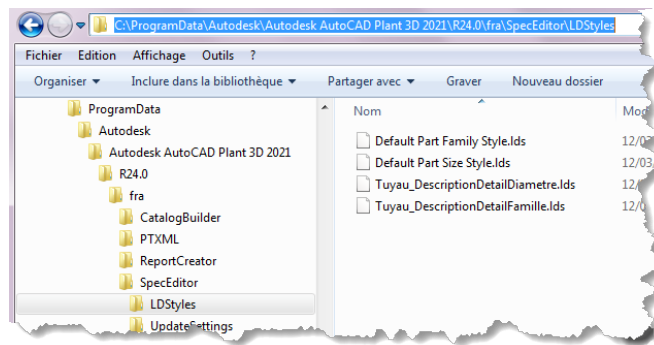 C:\ProgramData\Autodesk\Autodesk AutoCAD Plant 3D 2021\R24.0\fra\SpecEditor\LDStyles
Fichier Edition Affichage Outils ?
Organiser Inclure dans la bibliothèque Partager avec Graver Nouveau dossier
ProgramData
Autodesk
Autodesk AutoCAD Plant 3D 2021
R24.0
fra
CatalogBuilder
PTXML
ReportCreator
SpecEditor
LDStyles
UpdateSettings
Nom
Default Part Family Style.lds
Default Part Size Style.lds
Tuyau_DescriptionDetailDiametre.lds
Tuyau_DescriptionDetailFamille.lds